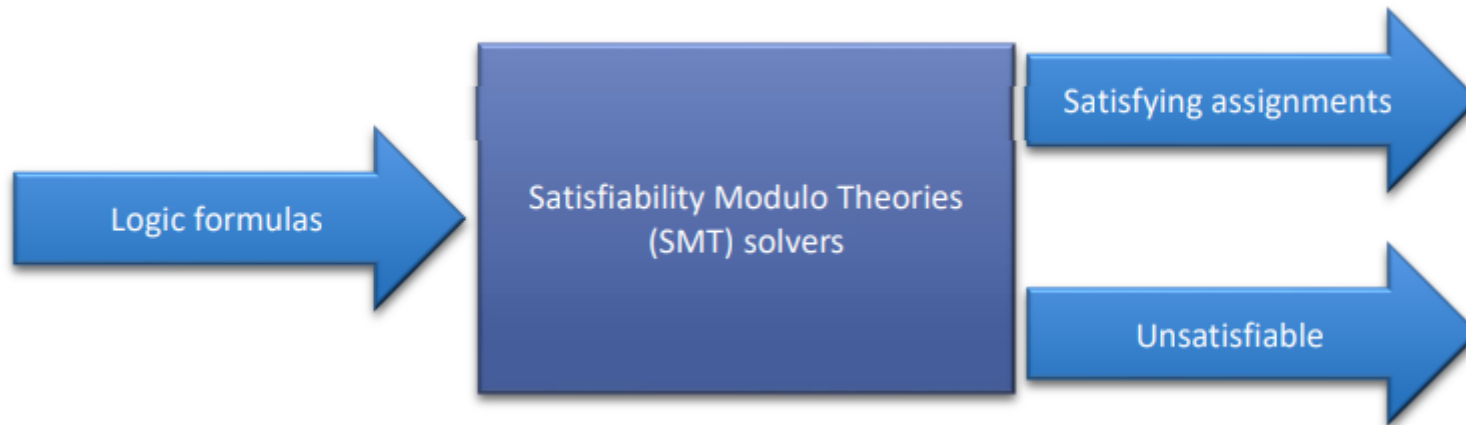 Logic formulas
Satisfiability Modulo Theories
(SMT) solvers
Satisfying assignments
Unsatisfiable